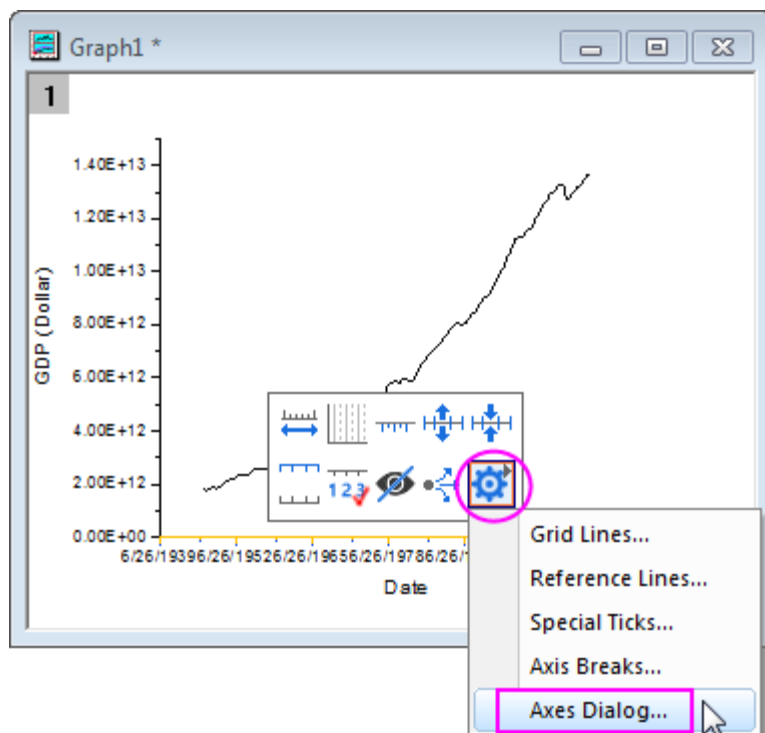 Graph1 *
1
1.40E+13
1.20E+13
1.00E+13
8.00E+12
6.00E+12
4.00E+12
2.00E+12
0.00E+00
GDP (Dollar)
6/26/19396/26/19526/26/19656/26/19786/26/
Date
123
Grid Lines...
Reference Lines...
Special Ticks...
Axis Breaks...
Axes Dialog...